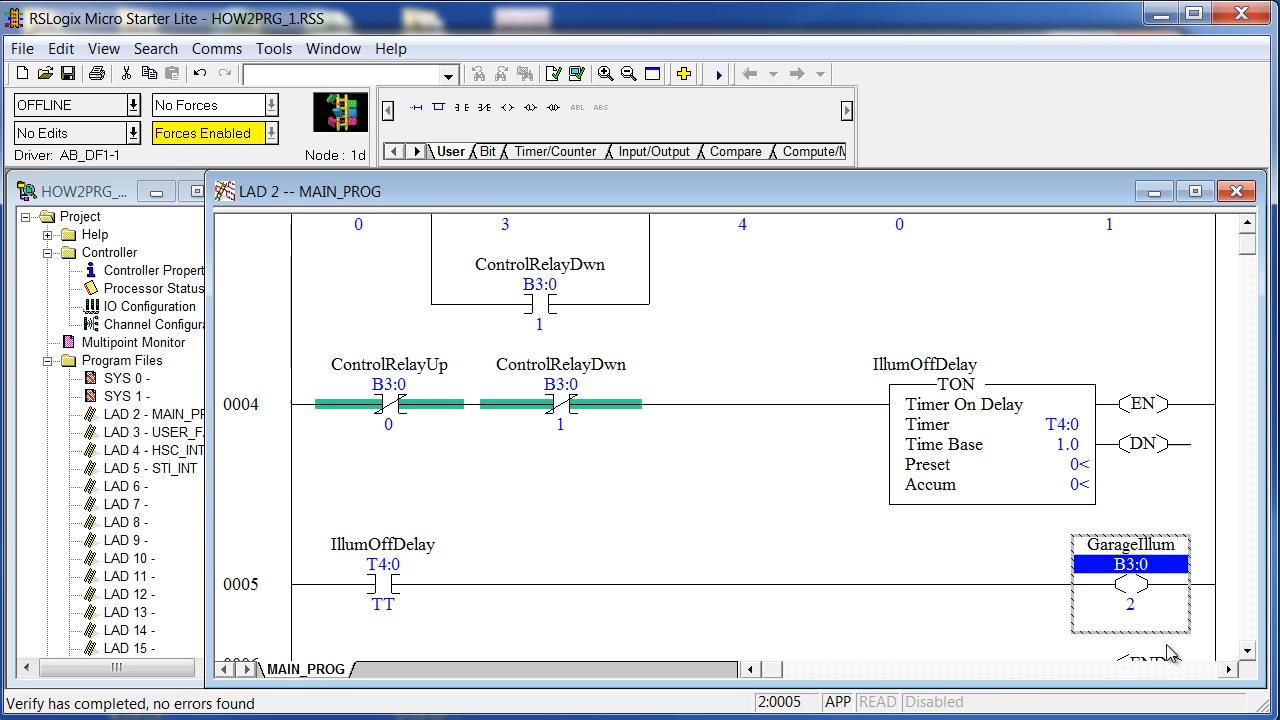 RSLogix Micro Starter Lite - HOW2PRG_1.RSS
File Edit View Search Comms Tools Window Help
OFFLINE No Forces
No Edits Forces Enabled
Driver: AB_DF1-1 Node : 1d
ABL ABS
User Bit Timer/Counter Input/Output Compare Compute/M
HOW2PRG_...
LAD 2 -- MAIN_PROG
Project
Help
Controller
Controller Propert
Processor Status
IO Configuration
Channel Configura
Multipoint Monitor
Program Files
SYS 0 -
SYS 1 -
LAD 2 - MAIN_PR
LAD 3 - USER_FA
LAD 4 - HSC_INT
LAD 5 - STI_INT
LAD 6 -
LAD 7 -
LAD 8 -
LAD 9 -
LAD 10 -
LAD 11 -
LAD 12 -
LAD 13 -
LAD 14 -
LAD 15 -
0 3 4 0 1
ControlRelayDwn
B3:0
1
ControlRelayUp ControlRelayDwn IllumOffDelay
B3:0 B3:0 TON
0004 Timer On Delay EN
0 1 Timer T4:0
Time Base 1.0 DN
Preset 0<
Accum 0<
IllumOffDelay GarageIllum
T4:0 B3:0
0005
TT 2
0006 END
MAIN_PROG
Verify has completed, no errors found 2:0005 APP READ Disabled